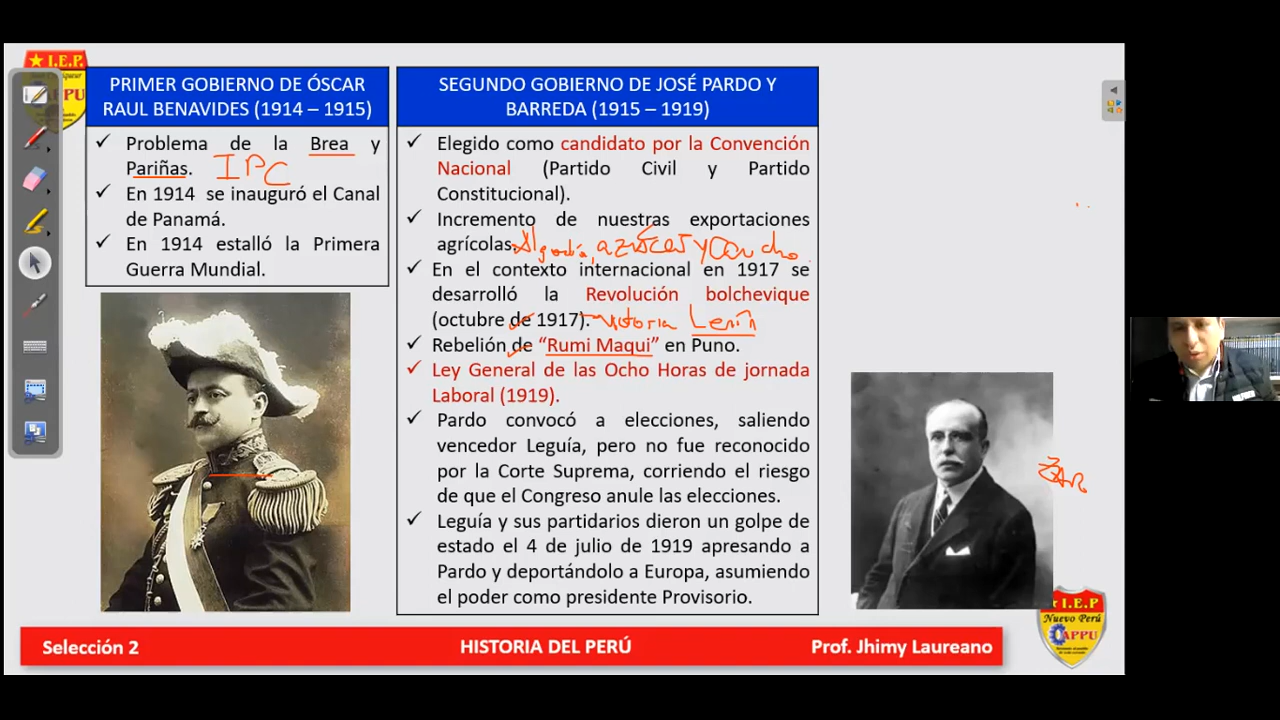 I.E.P.
PPU
PRIMER GOBIERNO DE ÓSCAR
RAUL BENAVIDES (1914 – 1915)
Problema de la Brea y
Pariñas. IPC
En 1914 se inauguró el Canal
de Panamá.
En 1914 estalló la Primera
Guerra Mundial.
SEGUNDO GOBIERNO DE JOSÉ PARDO Y
BARREDA (1915 – 1919)
Elegido como candidato por la Convención
Nacional (Partido Civil y Partido
Constitucional).
Incremento de nuestras exportaciones
agrícolas. Algodón, azúcar y caucho
En el contexto internacional en 1917 se
desarrolló la Revolución bolchevique
(octubre de 1917). Victoria Lenin
Rebelión de “Rumi Maqui” en Puno.
Ley General de las Ocho Horas de jornada
Laboral (1919).
Pardo convocó a elecciones, saliendo
vencedor Leguía, pero no fue reconocido
por la Corte Suprema, corriendo el riesgo
de que el Congreso anule las elecciones.
Leguía y sus partidarios dieron un golpe de
estado el 4 de julio de 1919 apresando a
Pardo y deportándolo a Europa, asumiendo
el poder como presidente Provisorio.
ZAR
I.E.P
Nuevo Perú
CAPPU
Selección 2
HISTORIA DEL PERÚ
Prof. Jhimy Laureano